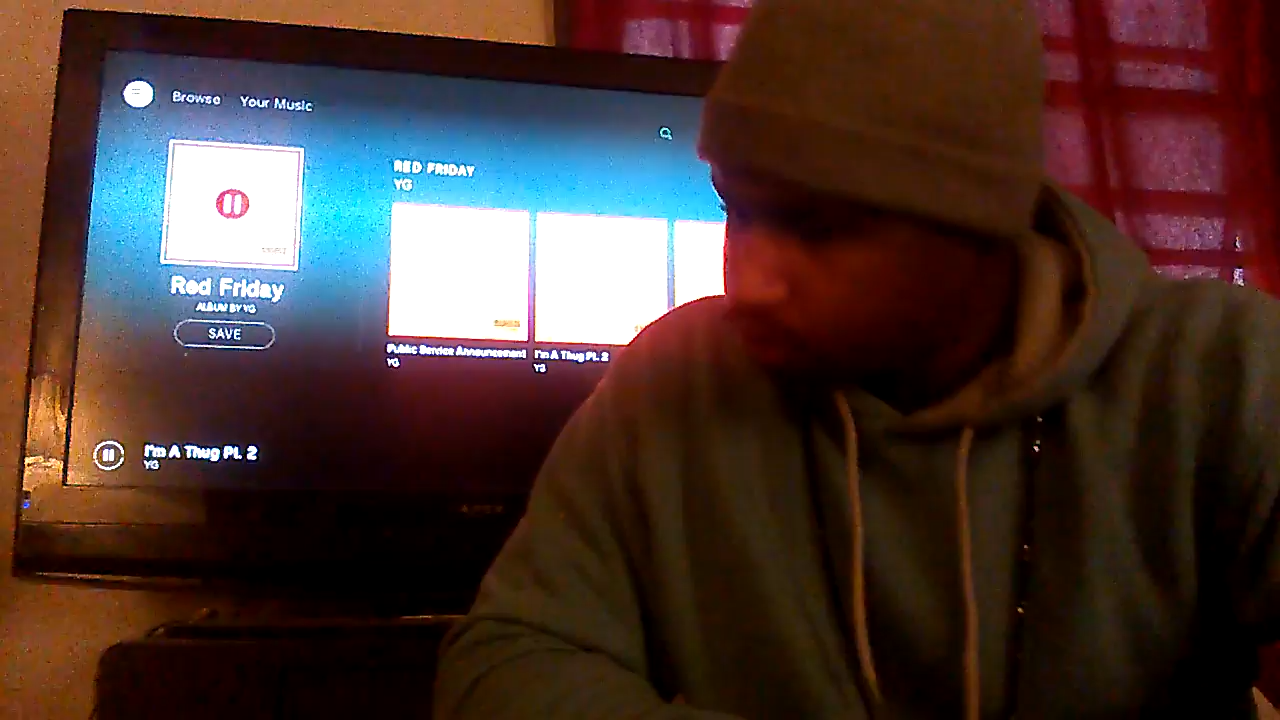 Browse Your Music
RED FRIDAY
YG
Red Friday
ALBUM BY YG
SAVE
Public Service Announcement
YG
I'm A Thug Pt. 2
YG
I'm A Thug Pt. 2
YG